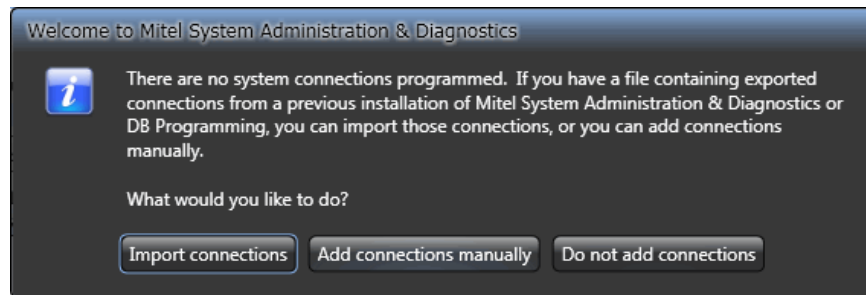 Welcome to Mitel System Administration & Diagnostics
There are no system connections programmed. If you have a file containing exported
connections from a previous installation of Mitel System Administration & Diagnostics or
DB Programming, you can import those connections, or you can add connections
manually.
What would you like to do?
Import connections Add connections manually Do not add connections